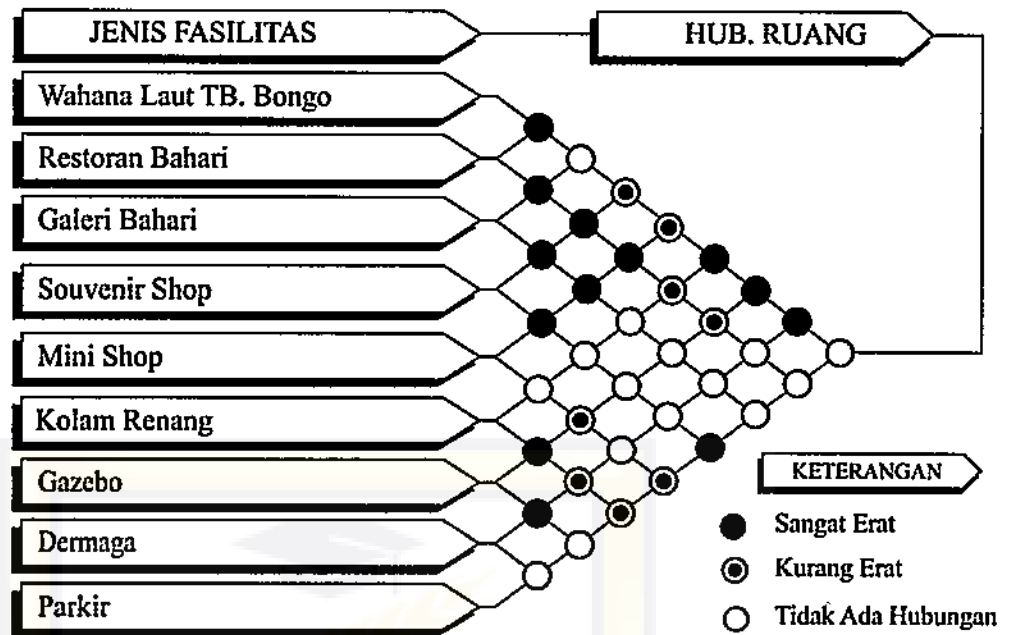 JENIS FASILITAS
HUB. RUANG
Wahana Laut TB. Bongo
Restoran Bahari
Galeri Bahari
Souvenir Shop
Mini Shop
Kolam Renang
Gazebo
Dermaga
Parkir
KETERANGAN
Sangat Erat
Kurang Erat
Tidak Ada Hubungan